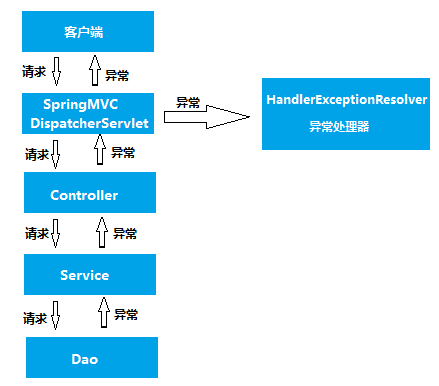 客户端
请求
异常
SpringMVC
DispatcherServlet
异常
HandlerExceptionResolver
异常处理器
请求
异常
Controller
请求
异常
Service
请求
异常
Dao